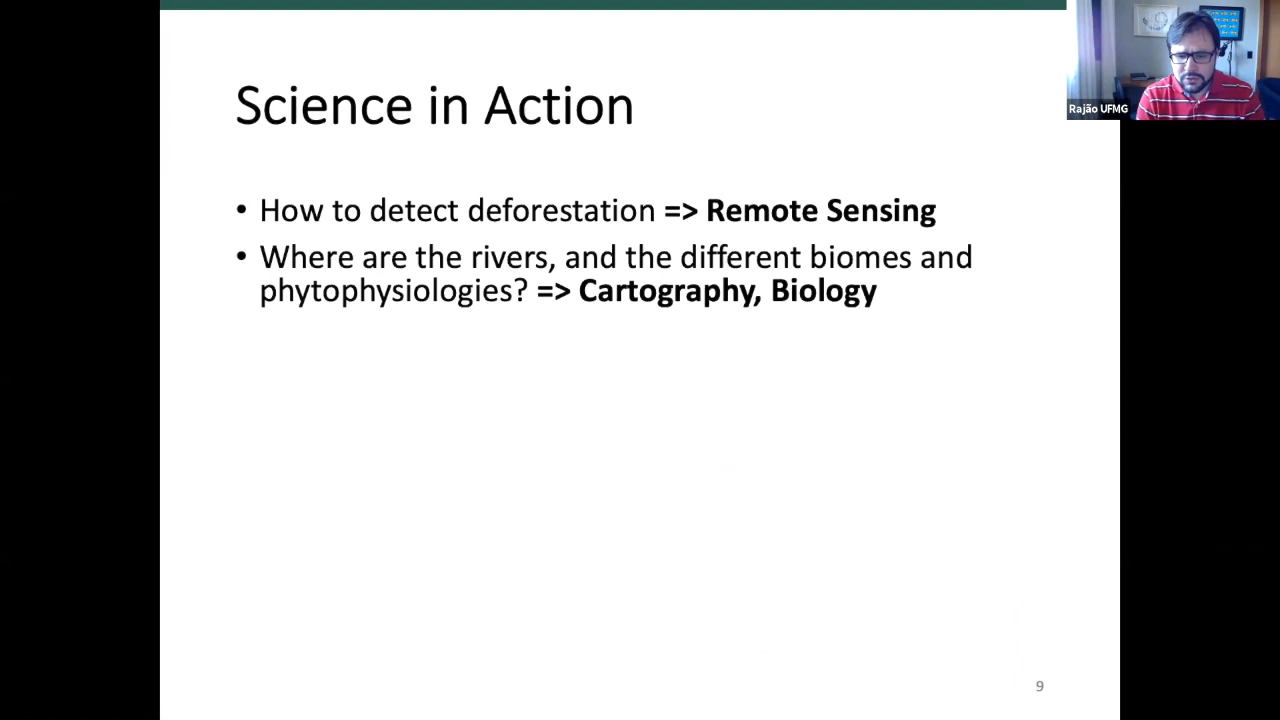 Rajão UFMG
Science in Action
• How to detect deforestation => Remote Sensing
• Where are the rivers, and the different biomes and
phytophysiologies? => Cartography, Biology
9